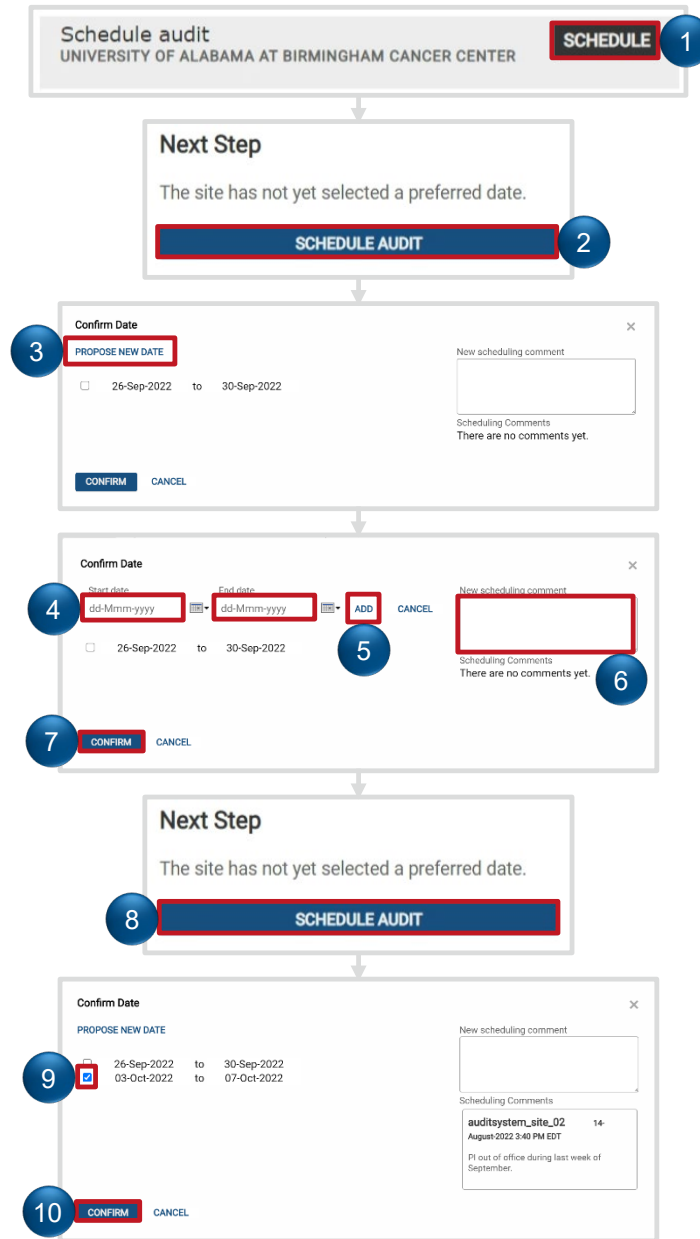 Schedule audit
UNIVERSITY OF ALABAMA AT BIRMINGHAM CANCER CENTER
SCHEDULE
1
Next Step
The site has not yet selected a preferred date.
SCHEDULE AUDIT
2
Confirm Date
×
3
PROPOSE NEW DATE
New scheduling comment
26-Sep-2022 to 30-Sep-2022
Scheduling Comments
There are no comments yet.
CONFIRM CANCEL
Confirm Date
×
Start date
End date
New scheduling comment
4
dd-Mmm-yyyy
dd-Mmm-yyyy
ADD CANCEL
26-Sep-2022 to 30-Sep-2022
5
Scheduling Comments
There are no comments yet.
6
7
CONFIRM CANCEL
Next Step
The site has not yet selected a preferred date.
8
SCHEDULE AUDIT
Confirm Date
×
PROPOSE NEW DATE
New scheduling comment
26-Sep-2022 to 30-Sep-2022
9
03-Oct-2022 to 07-Oct-2022
Scheduling Comments
auditsystem_site_02 14-
August-2022 3:40 PM EDT
PI out of office during last week of
September.
10
CONFIRM CANCEL